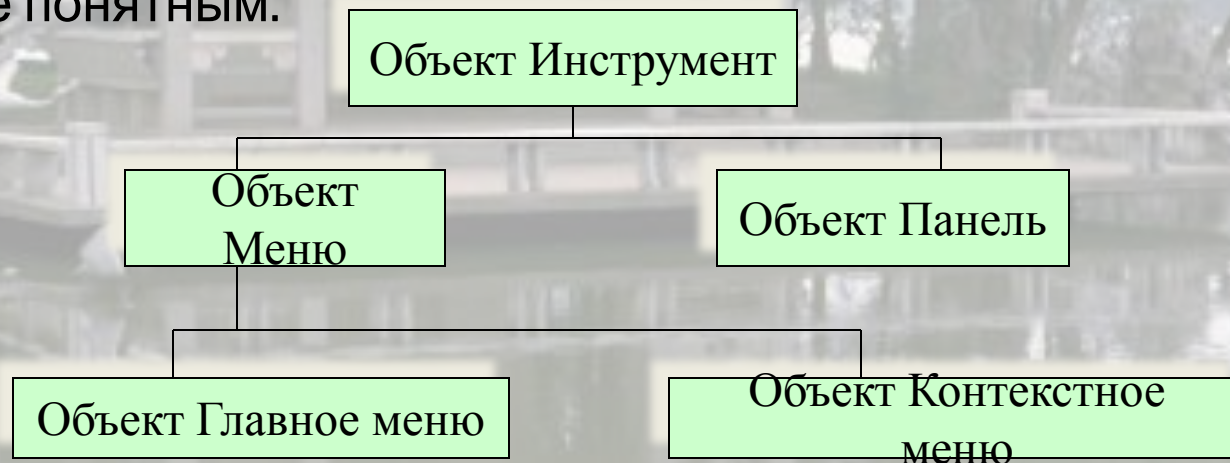 е понятным.
Объект Инструмент
Объект
Меню
Объект Панель
Объект Главное меню
Объект Контекстное
меню